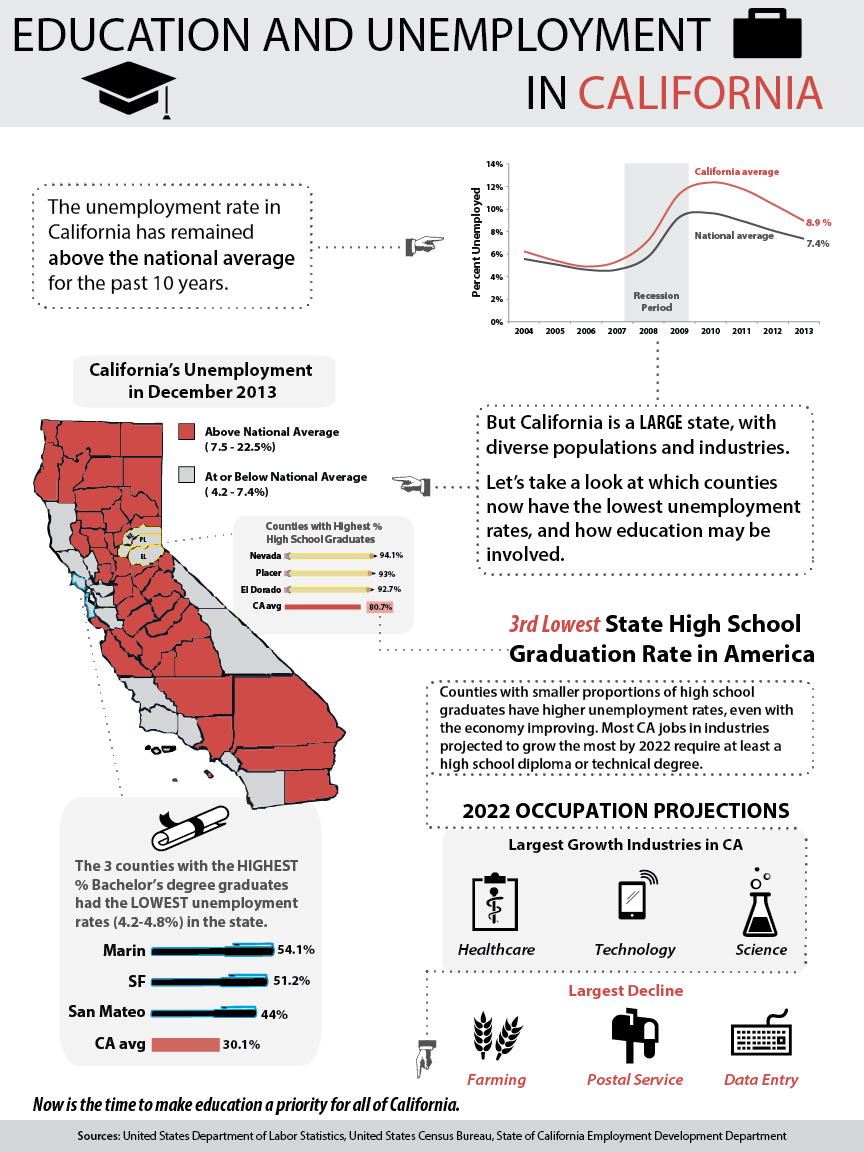 EDUCATION AND UNEMPLOYMENT
IN CALIFORNIA
The unemployment rate in
California has remained
above the national average
for the past 10 years.
Percent Unemployed
14%
12%
10%
8%
6%
4%
2%
0%
California average
8.9 %
National average
7.4%
Recession
Period
2004 2005 2006 2007 2008 2009 2010 2011 2012 2013
California's Unemployment
in December 2013
Above National Average
( 7.5 - 22.5%)
At or Below National Average
( 4.2 - 7.4%)
But California is a LARGE state, with
diverse populations and industries.
Let's take a look at which counties
now have the lowest unemployment
rates, and how education may be
involved.
PL
EL
Counties with Highest %
High School Graduates
Nevada 94.1%
Placer 93%
El Dorado 92.7%
CA avg 80.7%
3rd Lowest State High School
Graduation Rate in America
Counties with smaller proportions of high school
graduates have higher unemployment rates, even with
the economy improving. Most CA jobs in industries
projected to grow the most by 2022 require at least a
high school diploma or technical degree.
The 3 counties with the HIGHEST
% Bachelor's degree graduates
had the LOWEST unemployment
rates (4.2-4.8%) in the state.
Marin 54.1%
SF 51.2%
San Mateo 44%
CA avg 30.1%
2022 OCCUPATION PROJECTIONS
Largest Growth Industries in CA
Healthcare Technology Science
Largest Decline
Farming Postal Service Data Entry
Now is the time to make education a priority for all of California.
Sources: United States Department of Labor Statistics, United States Census Bureau, State of California Employment Development Department